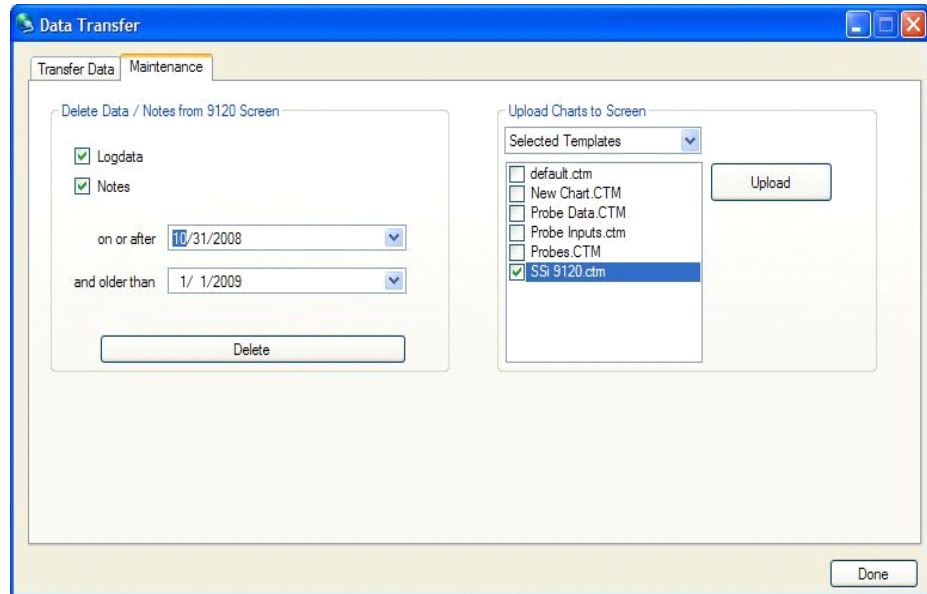 Data Transfer
Transfer Data
Maintenance
Delete Data / Notes from 9120 Screen
Logdata
Notes
on or after 10/31/2008
and older than 1/ 1/2009
Delete
Upload Charts to Screen
Selected Templates
default.ctm
New Chart.CTM
Probe Data.CTM
Probe Inputs.ctm
Probes.CTM
SSi 9120.ctm
Upload
Done